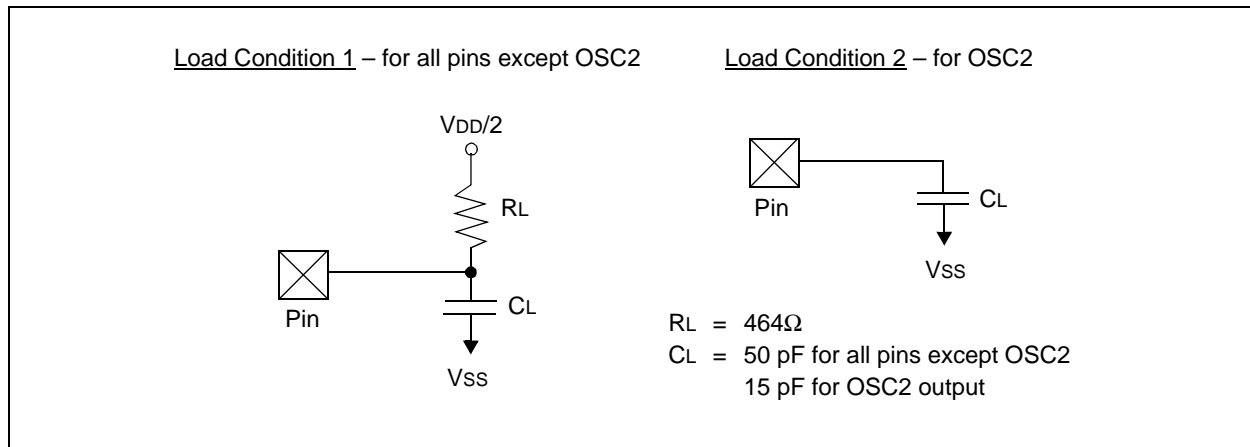 Load Condition 1 – for all pins except OSC2
Load Condition 2 – for OSC2
VDD/2
RL
Pin
CL
VSS
Pin
CL
VSS
RL = 464Ω
CL = 50 pF for all pins except OSC2
15 pF for OSC2 output